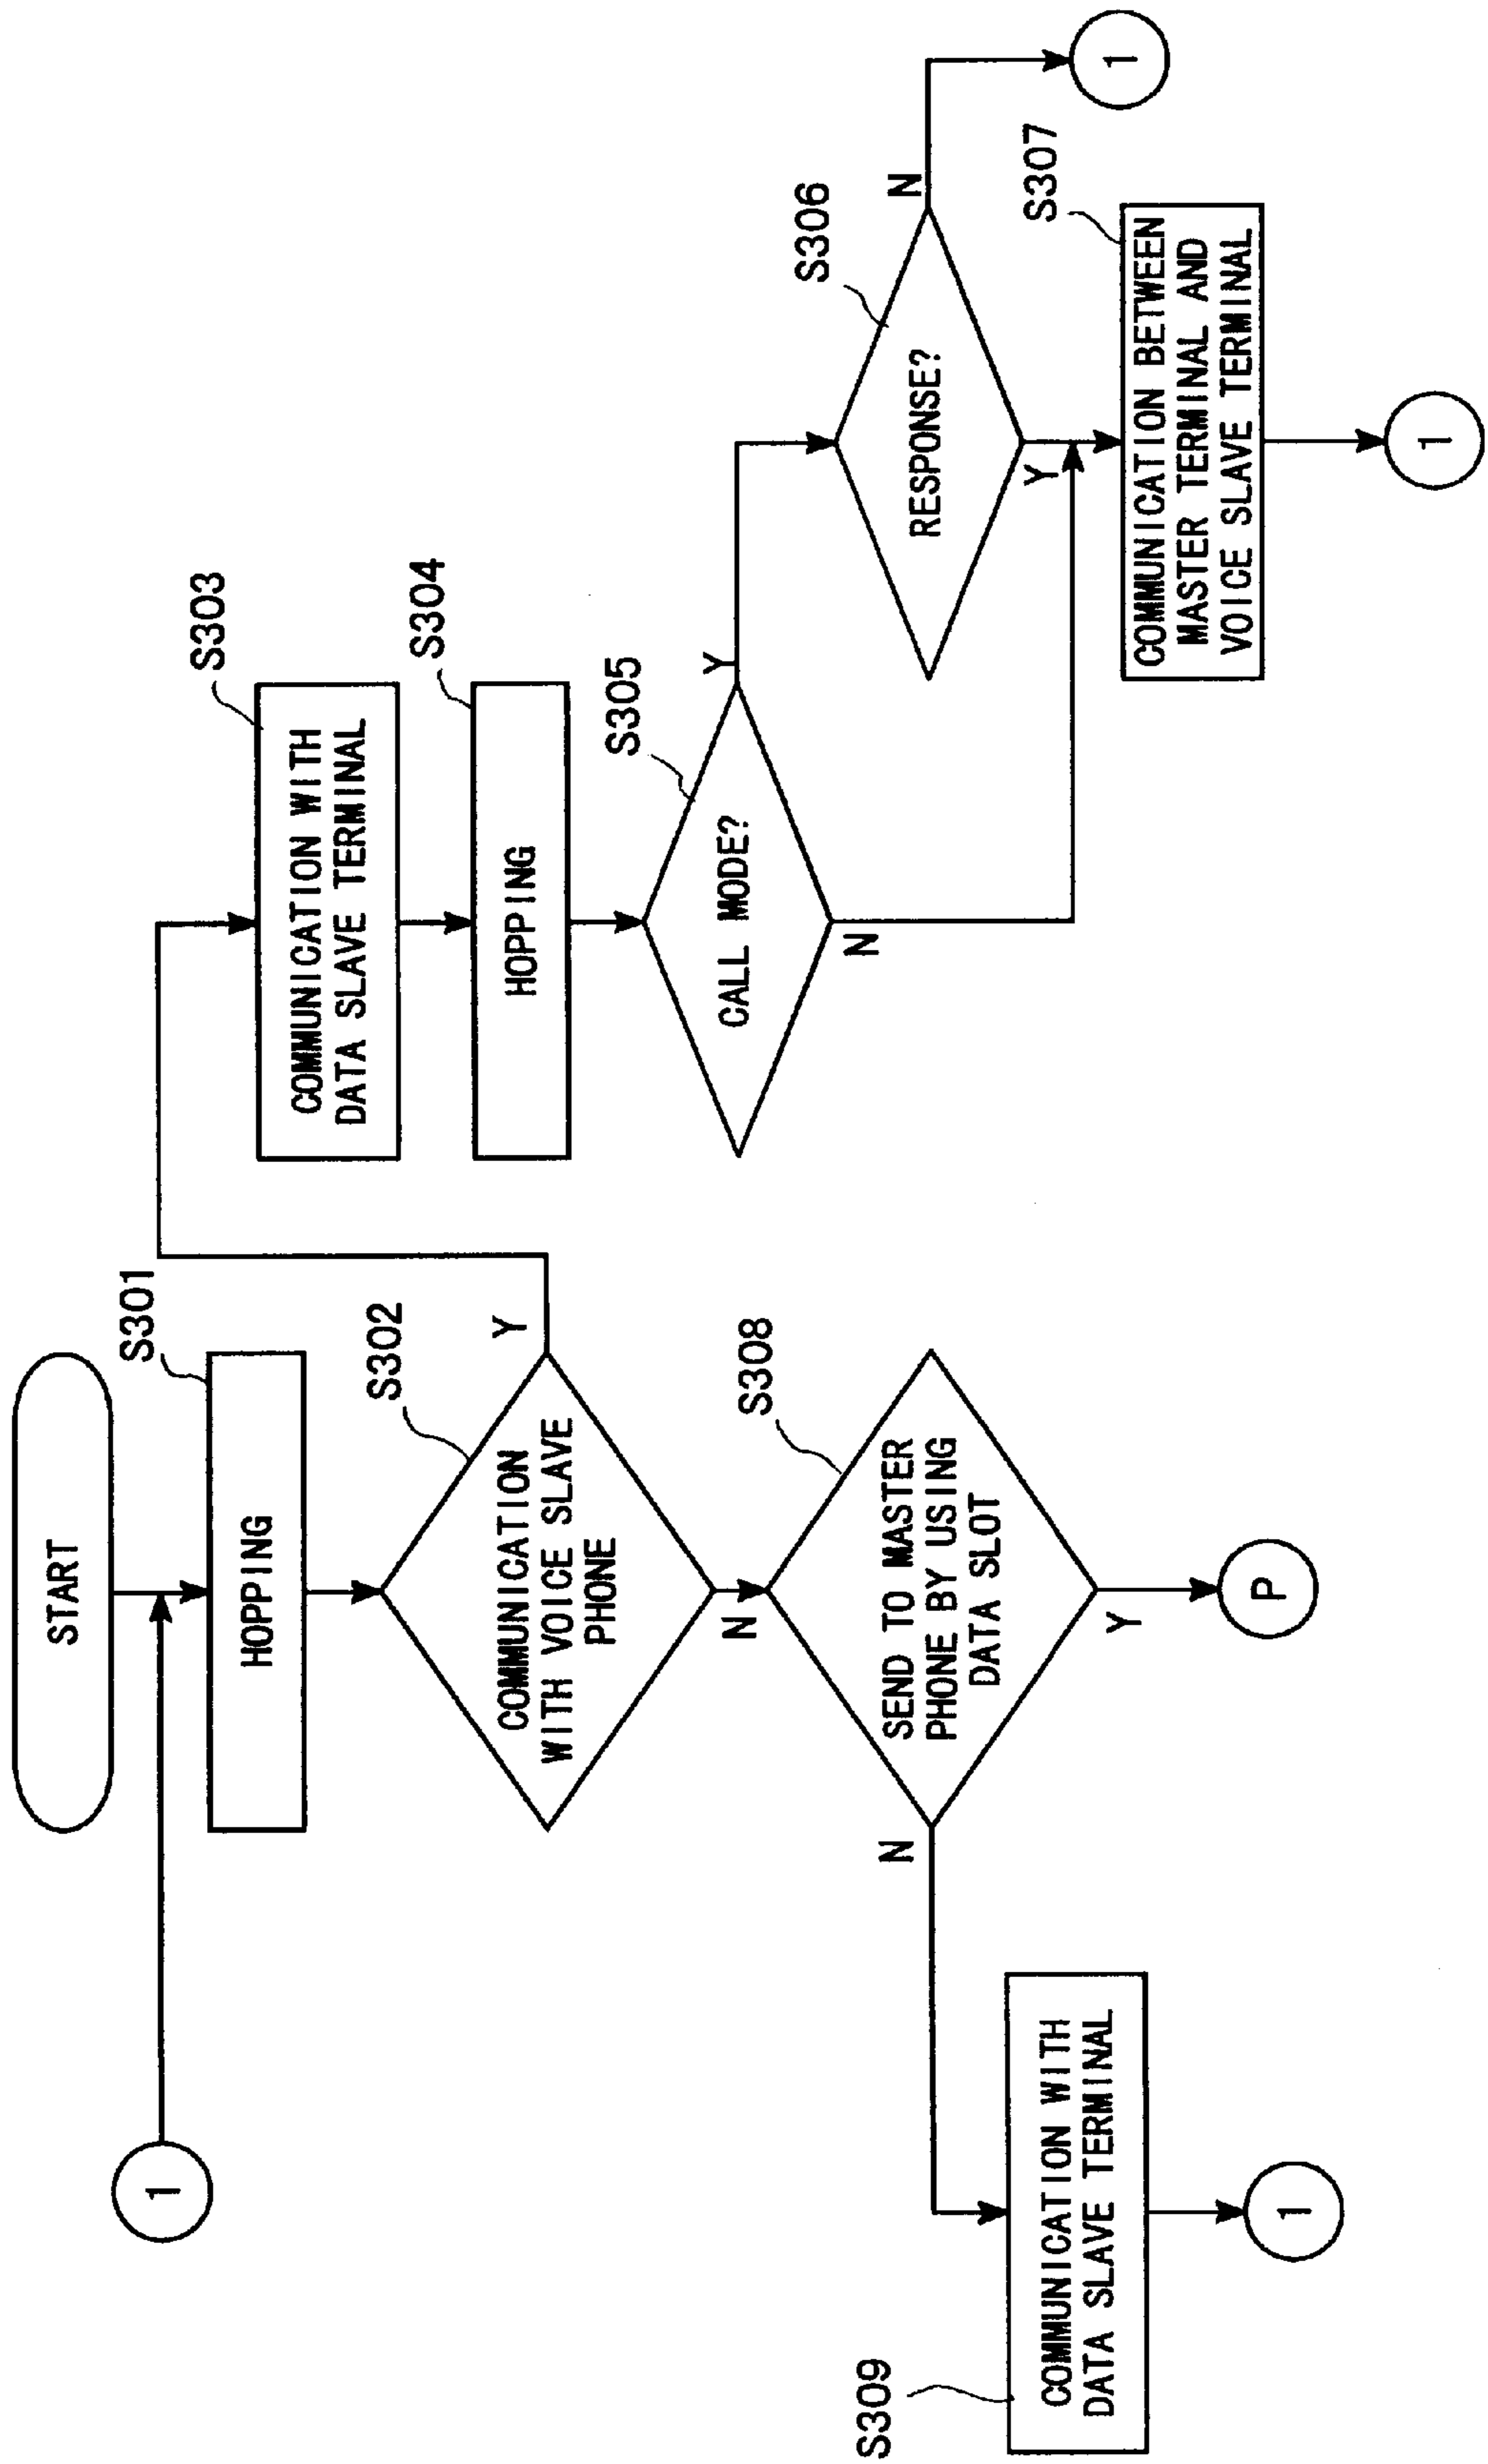 START
1
S301
HOPPING
S302
COMMUNICATION
WITH VOICE SLAVE
PHONE
Y
N
S303
COMMUNICATION WITH
DATA SLAVE TERMINAL
S304
HOPPING
S305
CALL MODE?
Y
N
S306
RESPONSE?
N
1
Y
S307
COMMUNICATION BETWEEN
MASTER TERMINAL AND
VOICE SLAVE TERMINAL
1
S308
SEND TO MASTER
PHONE BY USING
DATA SLOT
N
Y
P
S309
COMMUNICATION WITH
DATA SLAVE TERMINAL
1